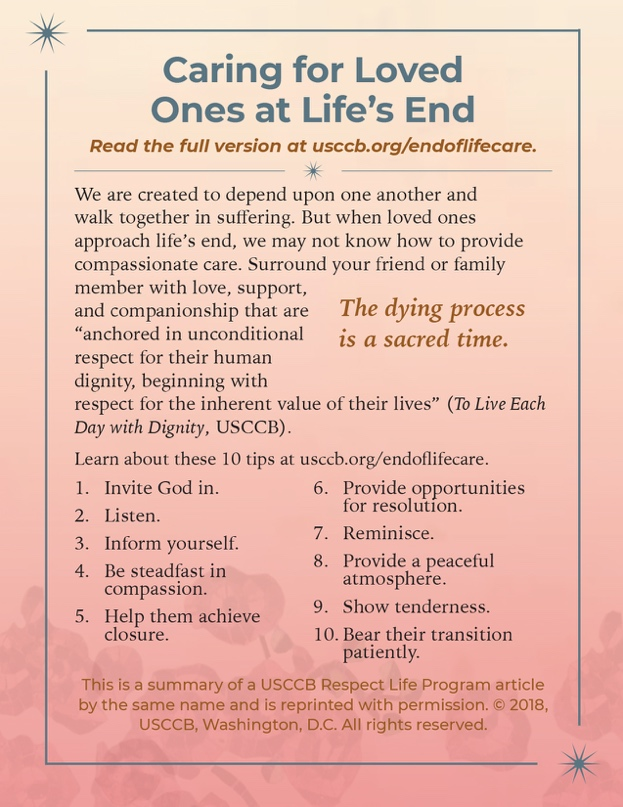 Caring for Loved
Ones at Life’s End
Read the full version at usccb.org/endoflifecare.
We are created to depend upon one another and
walk together in suffering. But when loved ones
approach life’s end, we may not know how to provide
compassionate care. Surround your friend or family
member with love, support,
and companionship that are
“anchored in unconditional
respect for their human
dignity, beginning with
respect for the inherent value of their lives” (To Live Each
Day with Dignity, USCCB).
The dying process
is a sacred time.
Learn about these 10 tips at usccb.org/endoflifecare.
1. Invite God in.
2. Listen.
3. Inform yourself.
4. Be steadfast in
compassion.
5. Help them achieve
closure.
6. Provide opportunities
for resolution.
7. Reminisce.
8. Provide a peaceful
atmosphere.
9. Show tenderness.
10. Bear their transition
patiently.
This is a summary of a USCCB Respect Life Program article
by the same name and is reprinted with permission. © 2018,
USCCB, Washington, D.C. All rights reserved.